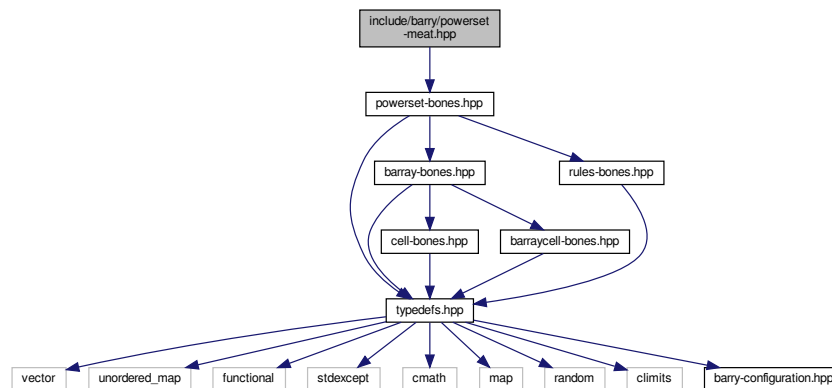 include/barry/powerset
-meat.hpp
powerset-bones.hpp
barray-bones.hpp
rules-bones.hpp
cell-bones.hpp
barraycell-bones.hpp
typedefs.hpp
vector
unordered_map
functional
stdexcept
cmath
map
random
climits
barry-configuration.hpp